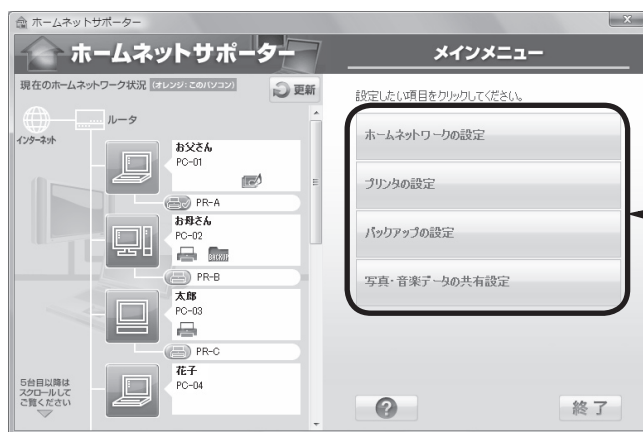 ホームネットサポーター
ホームネットサポーター
メインメニュー
現在のホームネットワーク状況 (オレンジ:このパソコン)
更新
設定したい項目をクリックしてください。
インターネット
ルータ
お父さん
PC-01
PR-A
お母さん
PC-02
BACKUP
PR-B
太郎
PC-03
PR-C
花子
PC-04
5台目以降は
スクロールして
ご覧ください
ホームネットワークの設定
プリンタの設定
バックアップの設定
写真・音楽データの共有設定
?
終了